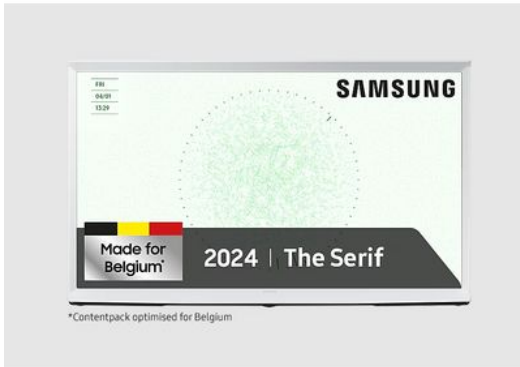 FRI
04/01
13:29
SAMSUNG
Made for
Belgium*
2024 | The Serif
*Contentpack optimised for Belgium